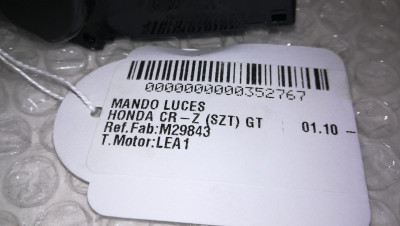 0000000000352767
MANDO LUCES
HONDA CR-Z (SZT) GT 01.10 -
Ref.Fab:M29843
T.Motor:LEA1